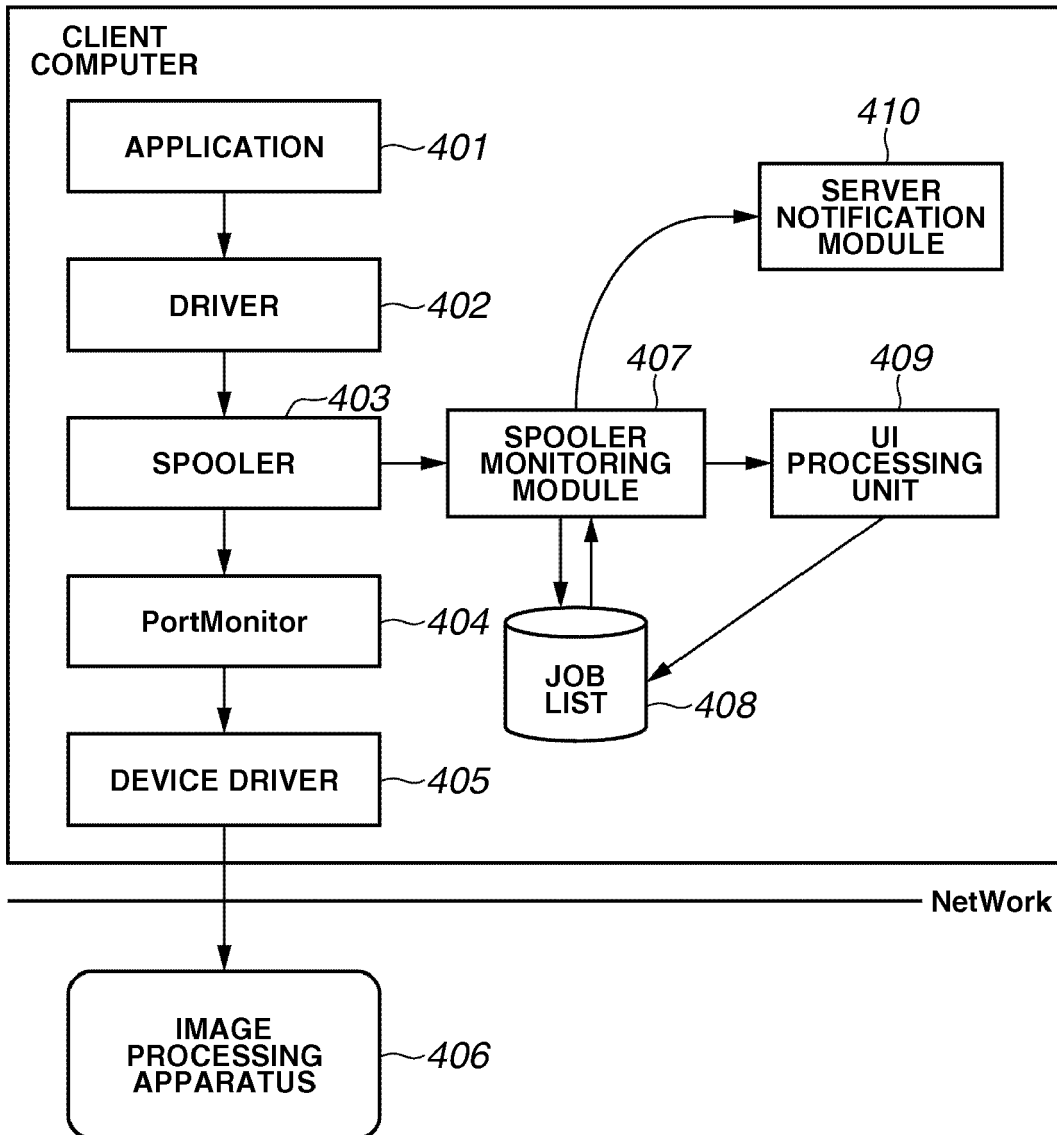 CLIENT
COMPUTER
APPLICATION
401
410
SERVER
NOTIFICATION
MODULE
DRIVER
402
403
407
409
SPOOLER
SPOOLER
MONITORING
MODULE
UI
PROCESSING
UNIT
PortMonitor
404
JOB
LIST
408
DEVICE DRIVER
405
NetWork
IMAGE
PROCESSING
APPARATUS
406